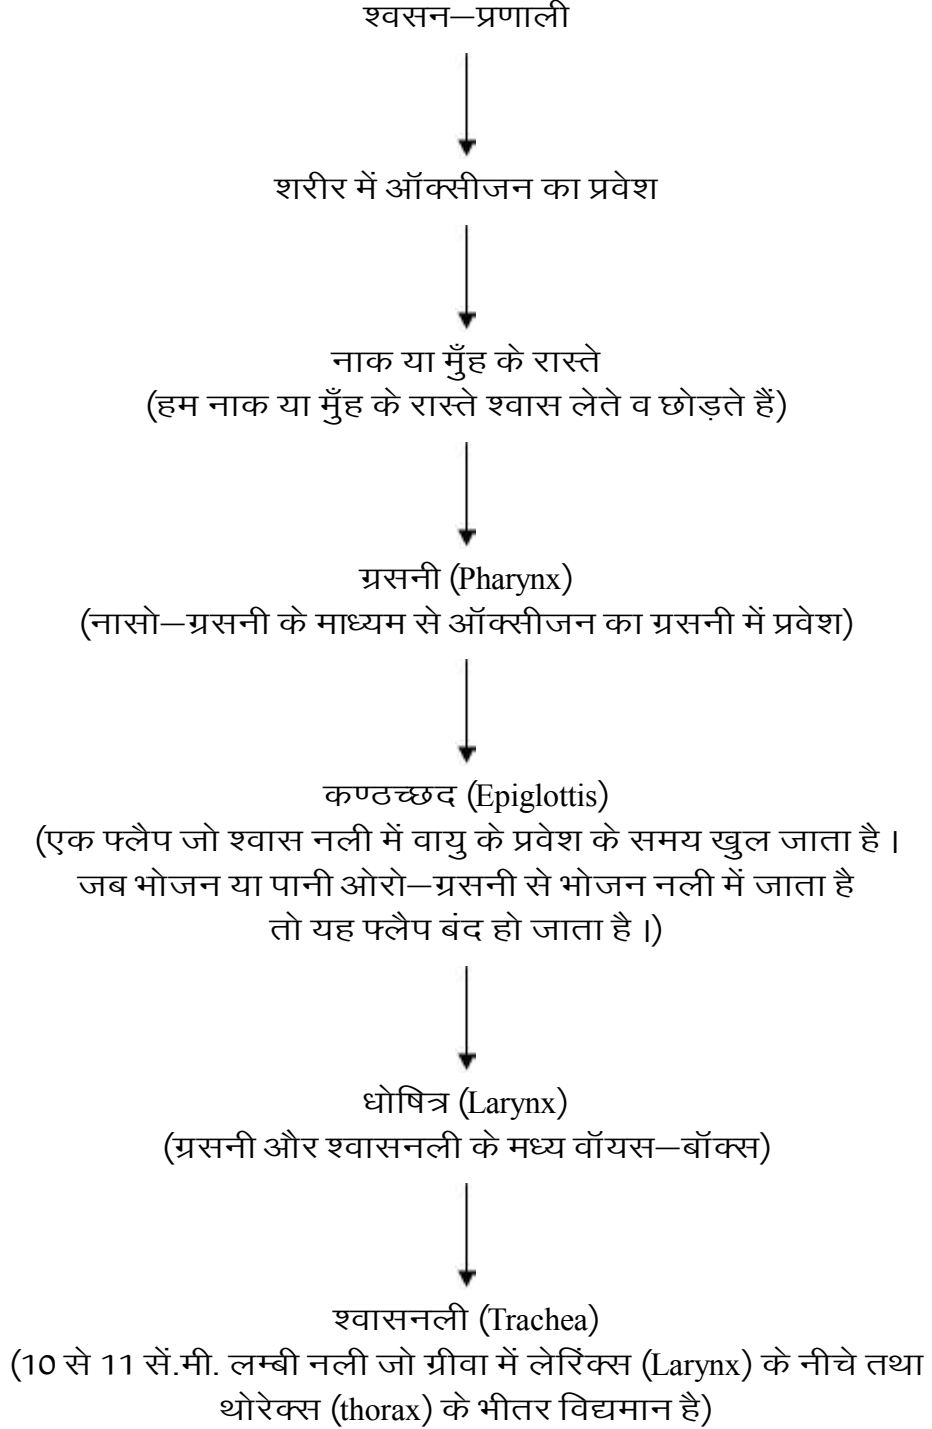 श्वसन–प्रणाली
शरीर में ऑक्सीजन का प्रवेश
नाक या मुँह के रास्ते
(हम नाक या मुँह के रास्ते श्वास लेते व छोड़ते हैं)
ग्रसनी (Pharynx)
(नासो–ग्रसनी के माध्यम से ऑक्सीजन का ग्रसनी में प्रवेश)
कण्ठच्छद (Epiglottis)
(एक फ्लैप जो श्वास नली में वायु के प्रवेश के समय खुल जाता है ।
जब भोजन या पानी ओरो–ग्रसनी से भोजन नली में जाता है
तो यह फ्लैप बंद हो जाता है ।)
धोषित्र (Larynx)
(ग्रसनी और श्वासनली के मध्य वॉयस–बॉक्स)
श्वासनली (Trachea)
(10 से 11 सें.मी. लम्बी नली जो ग्रीवा में लेरिंक्स (Larynx) के नीचे तथा
थोरेक्स (thorax) के भीतर विद्यमान है)